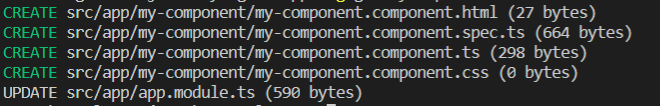 CREATE src/app/my-component/my-component.component.html (27 bytes)
CREATE src/app/my-component/my-component.component.spec.ts (664 bytes)
CREATE src/app/my-component/my-component.component.ts (298 bytes)
CREATE src/app/my-component/my-component.component.css (0 bytes)
UPDATE src/app/app.module.ts (590 bytes)